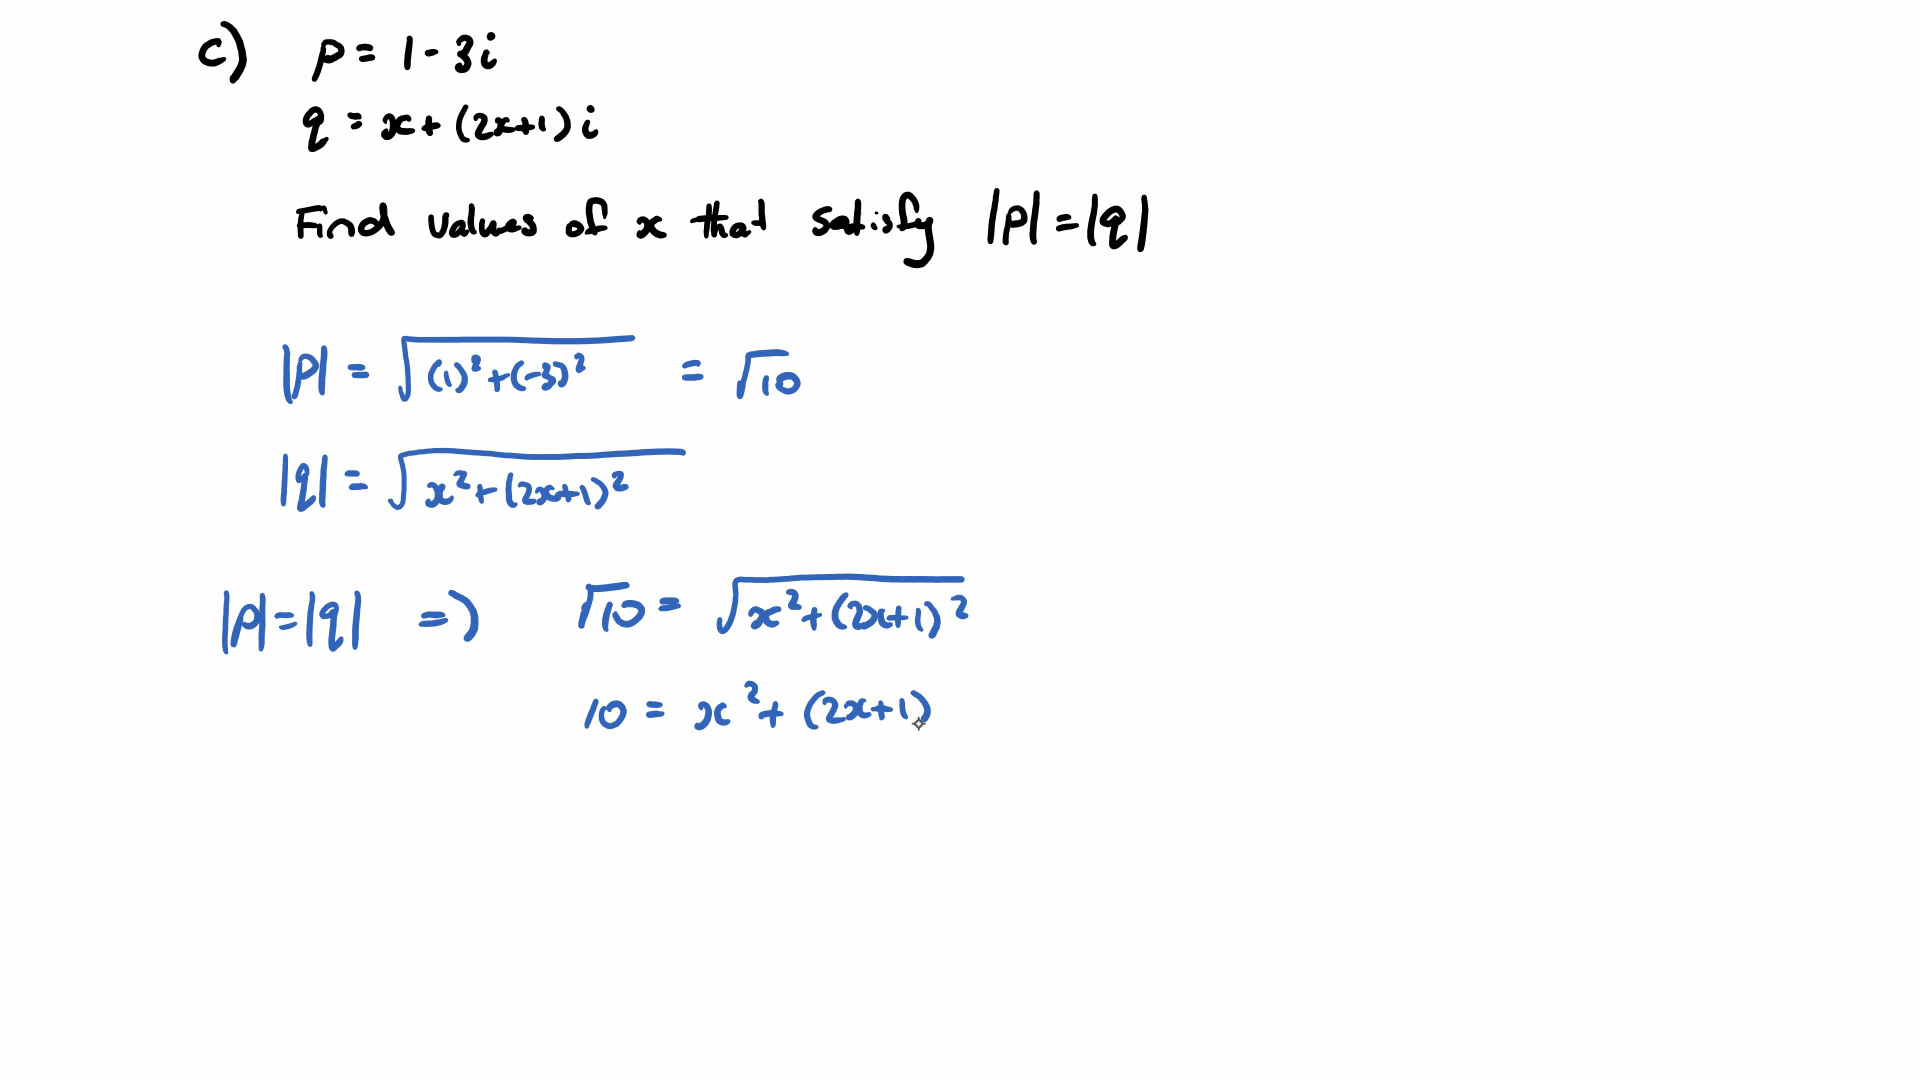 c) p = 1 - 3i
q = x + (2x+1)i
Find values of x that satisfy |p| = |q|
|p| = √((1)² + (-3)²) = √10
|q| = √(x² + (2x+1)²)
|p| = |q| => √10 = √(x² + (2x+1)²)
10 = x² + (2x+1)